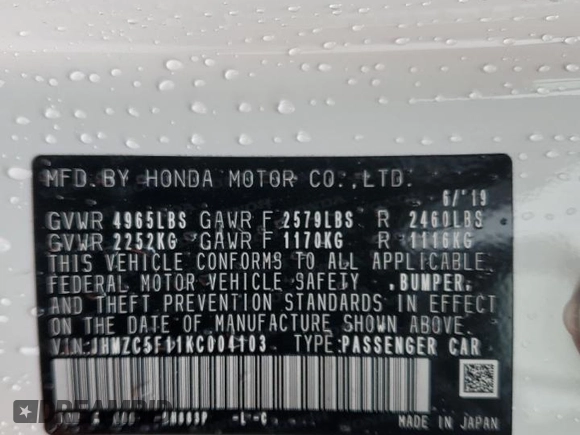 MFD. BY HONDA MOTOR CO.,LTD.
6/'19
GVWR 4965LBS GAWR F 2579LBS R 2460LBS
GVWR 2252KG GAWR F 1170KG R 1116KG
THIS VEHICLE CONFORMS TO ALL APPLICABLE
FEDERAL MOTOR VEHICLE SAFETY ,BUMPER,
AND THEFT PREVENTION STANDARDS IN EFFECT
ON THE DATE OF MANUFACTURE SHOWN ABOVE.
VIN:JHMZC5F11KC004103 TYPE:PASSENGER CAR
MADE IN JAPAN